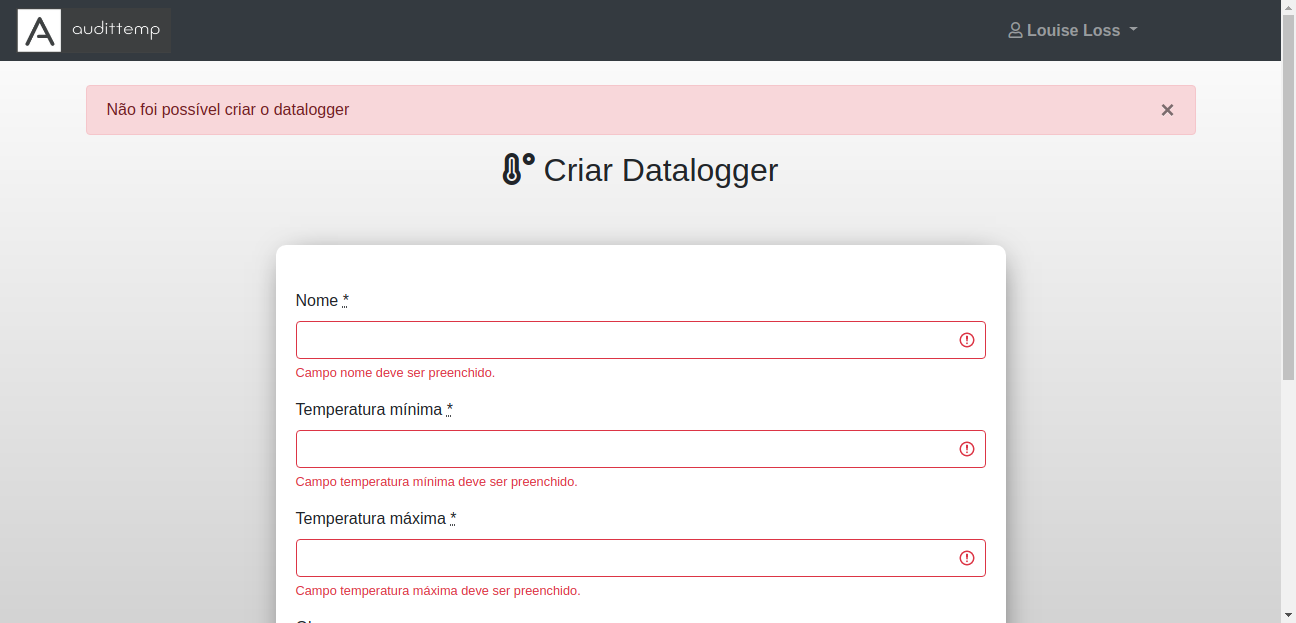 audittemp
Louise Loss
Não foi possível criar o datalogger
×
Criar Datalogger
Nome *
Campo nome deve ser preenchido.
Temperatura mínima *
Campo temperatura mínima deve ser preenchido.
Temperatura máxima *
Campo temperatura máxima deve ser preenchido.